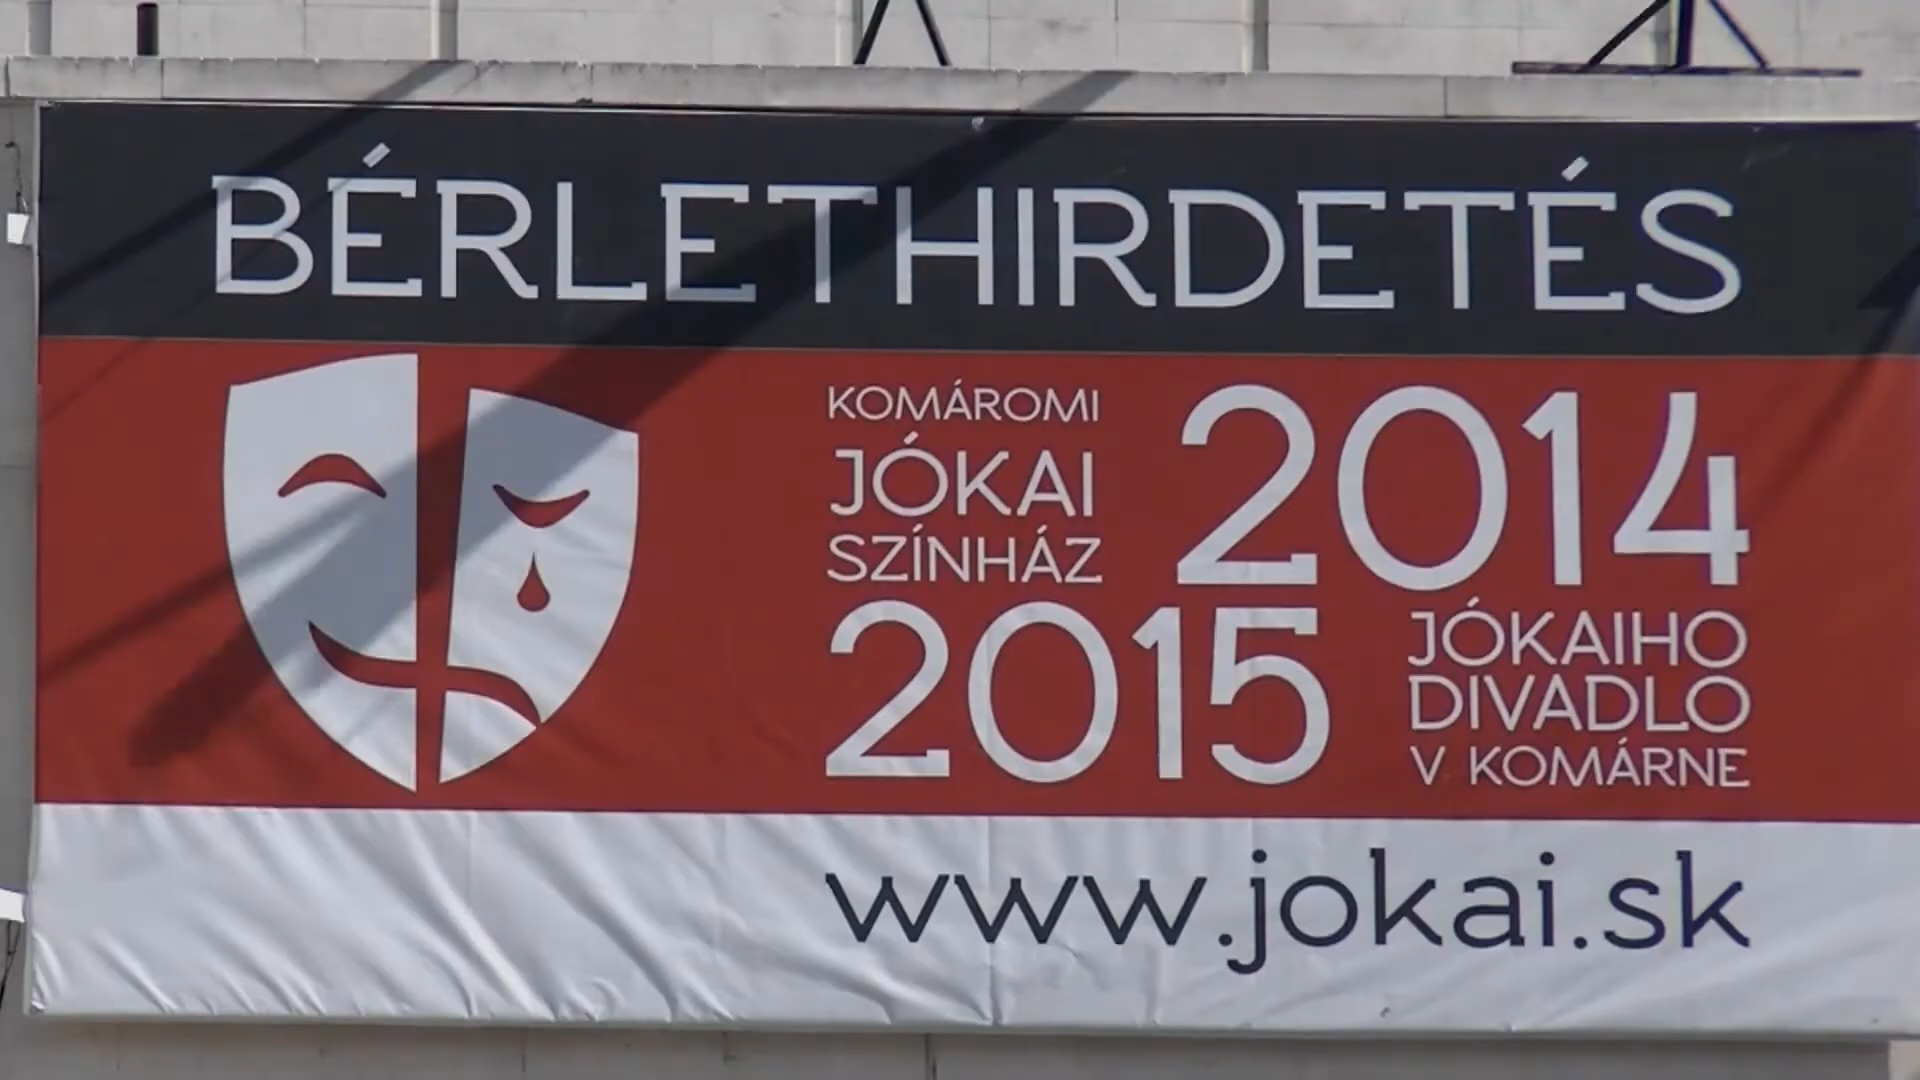 BÉRLETHIRDETÉS
KOMÁROMI
JÓKAI
SZÍNHÁZ
2014
2015
JÓKAIHO
DIVADLO
V KOMÁRNE
www.jokai.sk